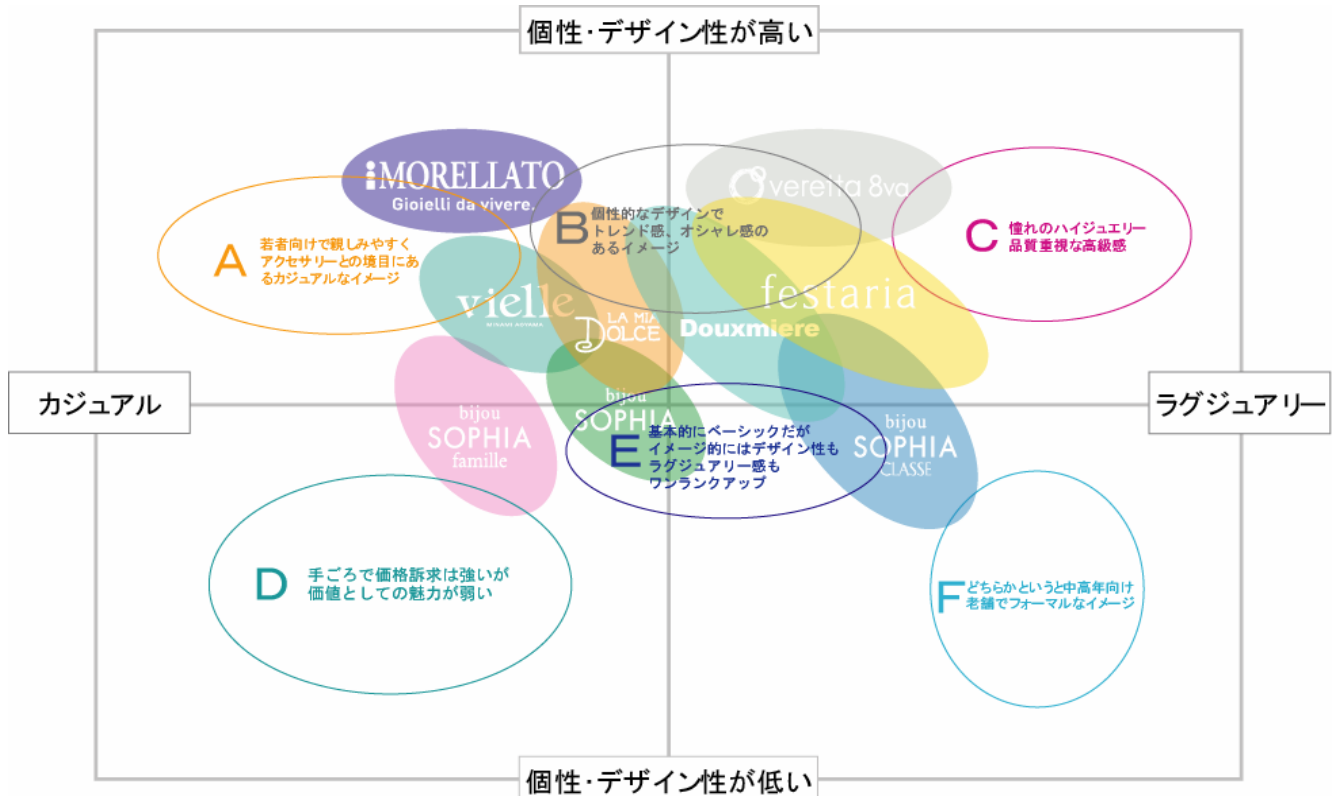 個性・デザイン性が高い
MORELLATO
Gioielli da vivere.
vereita 8va
B
個性的なデザインで
トレンド感、オシャレ感の
あるイメージ
A
若者向けで親しみやすく
アクセサリーとの境目にあ
るカジュアルなイメージ
C
憧れのハイジュエリー
品質重視な高級感
vielle
festaria
LA MIA
DOLCE
Douxmiere
カジュアル
ラグジュアリー
bijou
SOPHIA
famille
bijou
SOPHIA
bijou
SOPHIA
CLASSE
E
基本的にベーシックだが
イメージ的にはデザイン性も
ラグジュアリー感も
ワンランクアップ
D
手ごろで価格訴求は強いが
価値としての魅力が弱い
F
どちらかというと中高年向け
老舗でフォーマルなイメージ
個性・デザイン性が低い